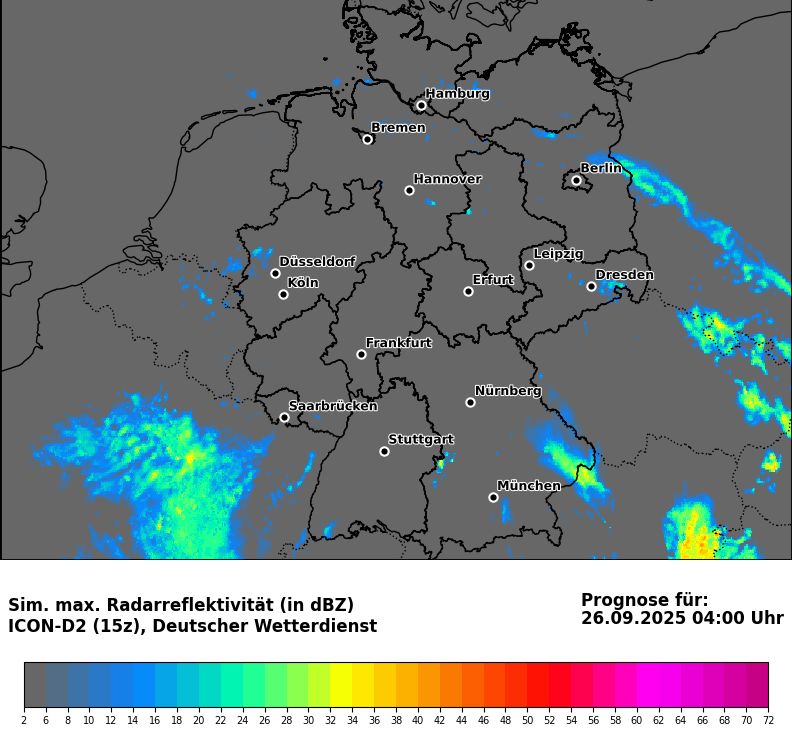 Hamburg
Bremen
Berlin
Hannover
Leipzig
Düsseldorf
Dresden
Köln
Erfurt
Frankfurt
Nürnberg
Saarbrücken
Stuttgart
München
Sim. max. Radarreflektivität (in dBZ)
ICON-D2 (15z), Deutscher Wetterdienst
Prognose für:
26.09.2025 04:00 Uhr
2 6 8 10 12 14 16 18 20 22 24 26 28 30 32 34 36 38 40 42 44 46 48 50 52 54 56 58 60 62 64 66 68 70 72